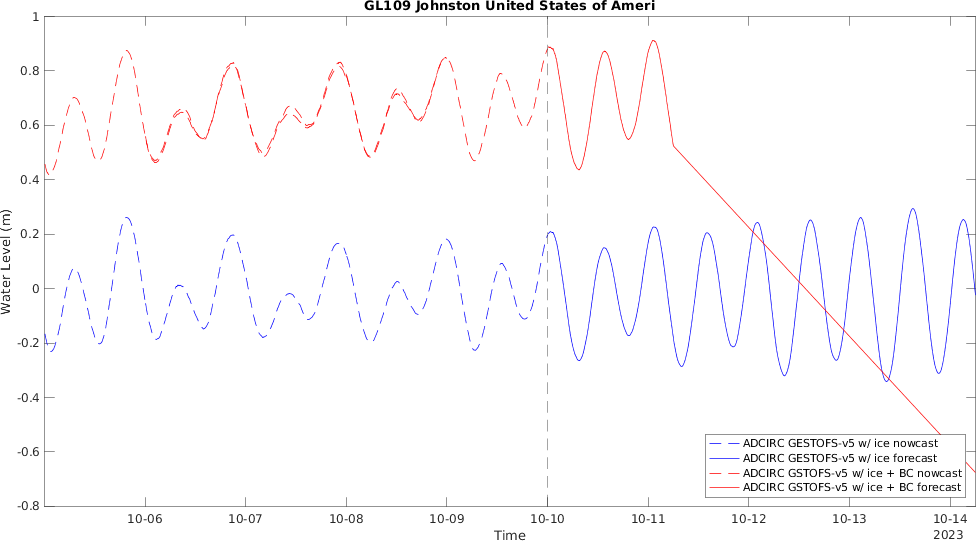 GL109 Johnston United States of Ameri
1
0.8
0.6
0.4
0.2
0
-0.2
-0.4
-0.6
-0.8
Water Level (m)
10-06 10-07 10-08 10-09 10-10 10-11 10-12 10-13 10-14
2023
Time
ADCIRC GESTOFS-v5 w/ ice nowcast
ADCIRC GESTOFS-v5 w/ ice forecast
ADCIRC GSTOFS-v5 w/ ice + BC nowcast
ADCIRC GSTOFS-v5 w/ ice + BC forecast